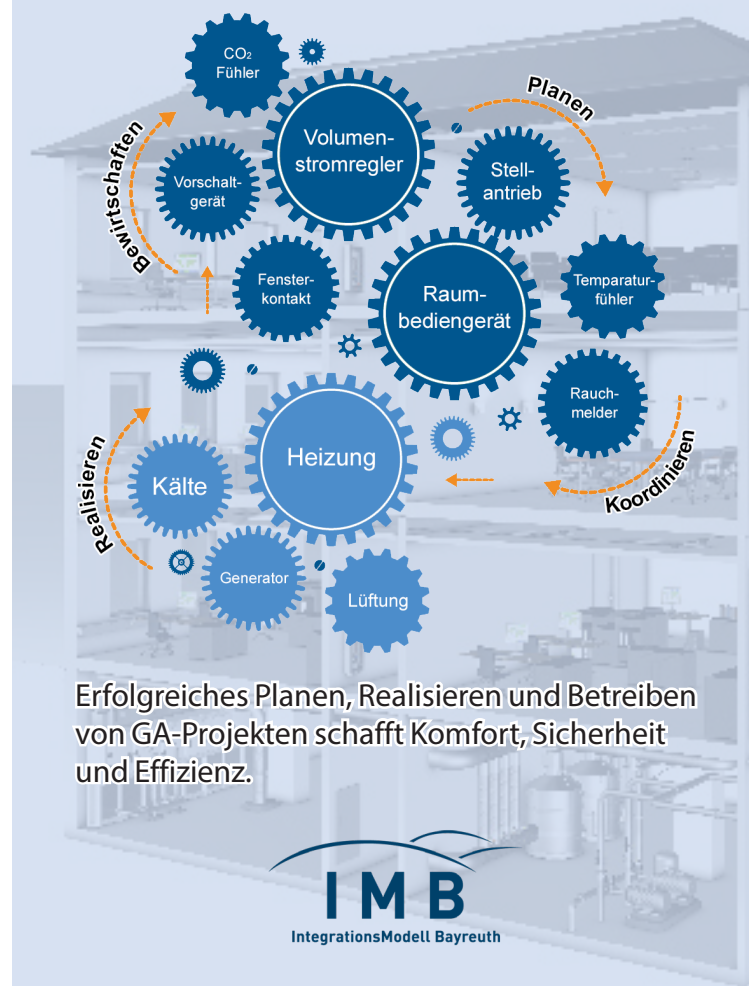 CO₂
Fühler
Volumen-
stromregler
Planen
Stell-
antrieb
Bewirtschaften
Vorschalt-
gerät
Fenster-
kontakt
Raum-
bediengerät
Temparatur-
fühler
Rauch-
melder
Koordinieren
Heizung
Kälte
Realisieren
Generator
Lüftung
Erfolgreiches Planen, Realisieren und Betreiben
von GA-Projekten schafft Komfort, Sicherheit
und Effizienz.
IMB
IntegrationsModell Bayreuth